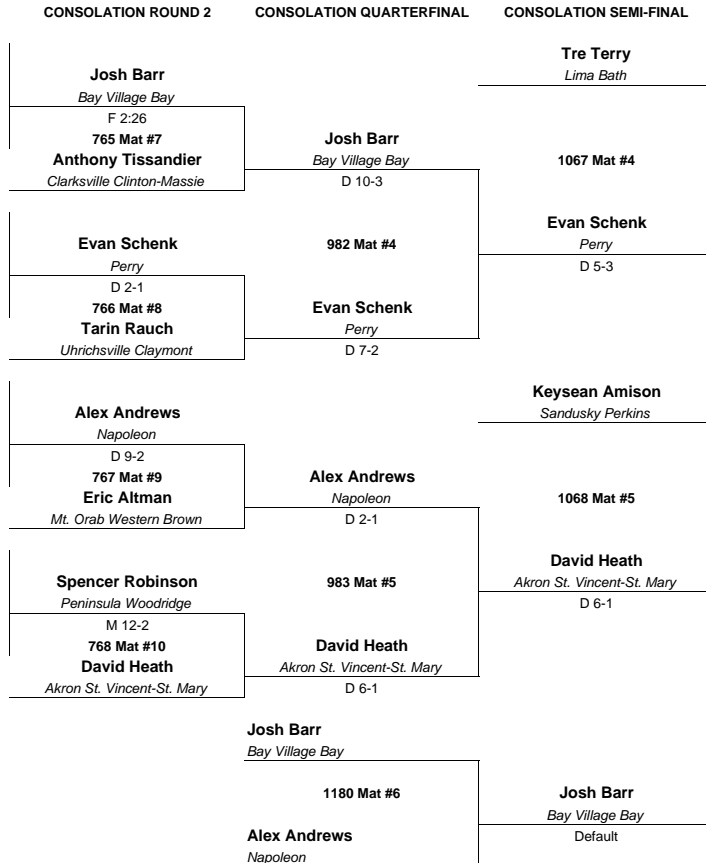 CONSOLATION ROUND 2 CONSOLATION QUARTERFINAL CONSOLATION SEMI-FINAL
Tre Terry
Lima Bath
Josh Barr
Bay Village Bay
F 2:26
765 Mat #7
Anthony Tissandier
Clarksville Clinton-Massie
Josh Barr
Bay Village Bay
D 10-3
1067 Mat #4
Evan Schenk
Perry
D 2-1
766 Mat #8
Tarin Rauch
Uhrichsville Claymont
982 Mat #4
Evan Schenk
Perry
D 7-2
Evan Schenk
Perry
D 5-3
Keysean Amison
Sandusky Perkins
Alex Andrews
Napoleon
D 9-2
767 Mat #9
Eric Altman
Mt. Orab Western Brown
Alex Andrews
Napoleon
D 2-1
1068 Mat #5
Spencer Robinson
Peninsula Woodridge
M 12-2
768 Mat #10
David Heath
Akron St. Vincent-St. Mary
983 Mat #5
David Heath
Akron St. Vincent-St. Mary
D 6-1
David Heath
Akron St. Vincent-St. Mary
D 6-1
Josh Barr
Bay Village Bay
1180 Mat #6
Alex Andrews
Napoleon
Josh Barr
Bay Village Bay
Default